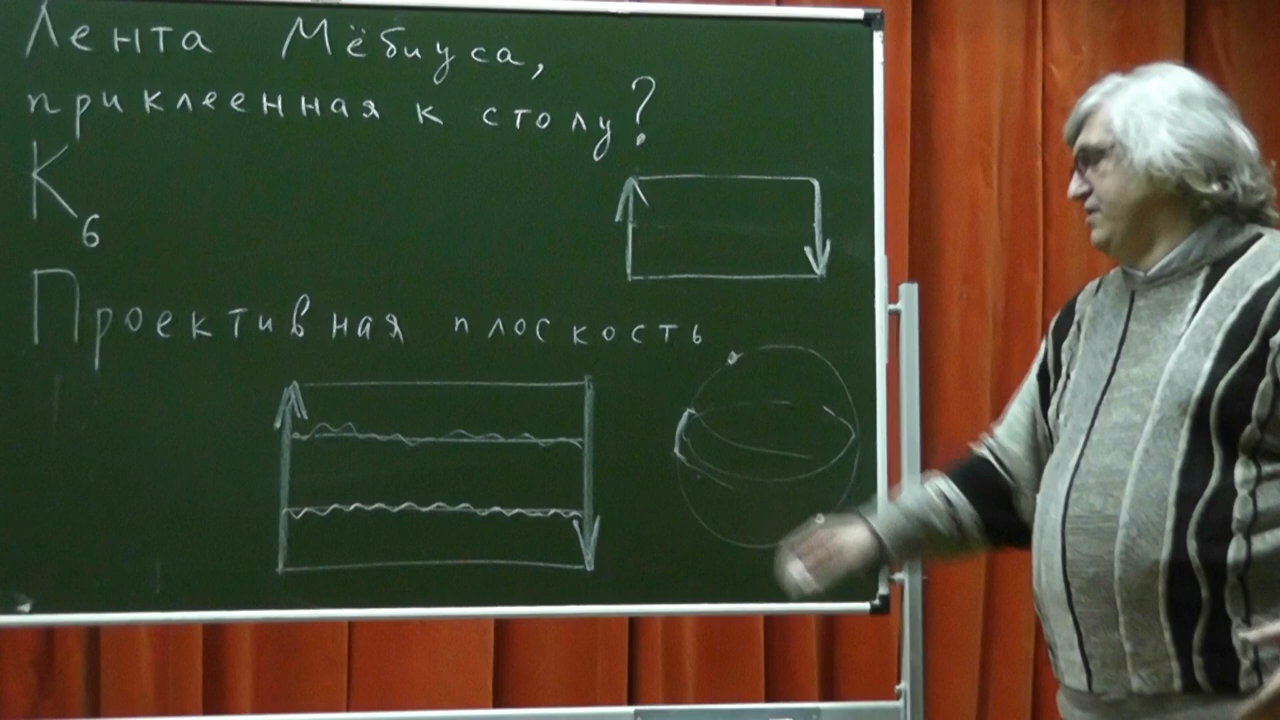 Лента Мёбиуса,
приклеенная к столу?
K6
Проективная плоскость